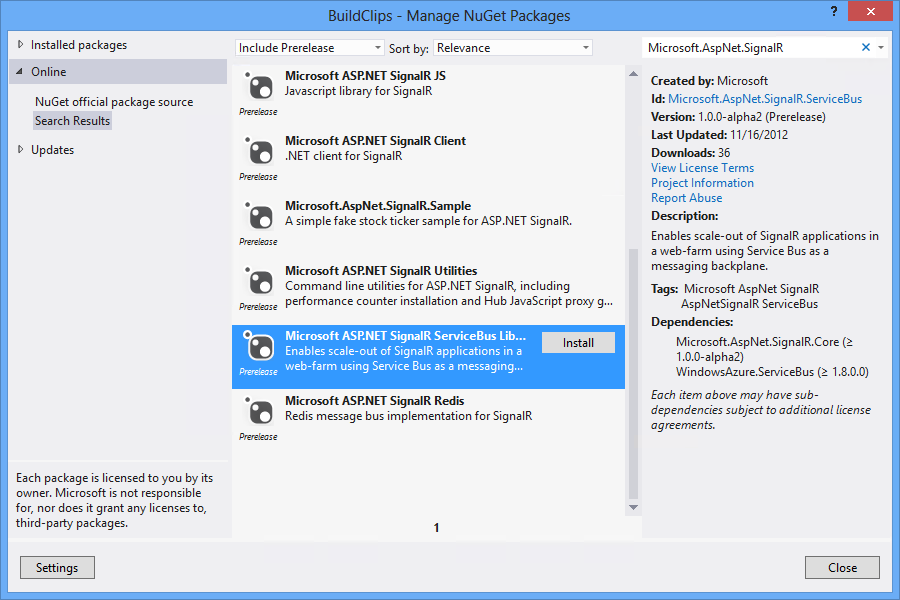 BuildClips - Manage NuGet Packages
?
Installed packages
Online
NuGet official package source
Search Results
Updates
Each package is licensed to you by its
owner. Microsoft is not responsible
for, nor does it grant any licenses to,
third-party packages.
Settings
Include Prerelease
Sort by:
Relevance
Microsoft ASP.NET SignalR JS
Javascript library for SignalR
Prerelease
Microsoft ASP.NET SignalR Client
.NET client for SignalR
Prerelease
Microsoft.AspNet.SignalR.Sample
A simple fake stock ticker sample for ASP.NET SignalR.
Prerelease
Microsoft ASP.NET SignalR Utilities
Command line utilities for ASP.NET SignalR, including
performance counter installation and Hub JavaScript proxy g...
Prerelease
Microsoft ASP.NET SignalR ServiceBus Lib...
Install
Enables scale-out of SignalR applications in a
web-farm using Service Bus as a messaging...
Prerelease
Microsoft ASP.NET SignalR Redis
Redis message bus implementation for SignalR
Prerelease
1
Microsoft.AspNet.SignalR
Created by: Microsoft
Id: Microsoft.AspNet.SignalR.ServiceBus
Version: 1.0.0-alpha2 (Prerelease)
Last Updated: 11/16/2012
Downloads: 36
View License Terms
Project Information
Report Abuse
Description:
Enables scale-out of SignalR applications in
a web-farm using Service Bus as a
messaging backplane.
Tags: Microsoft AspNet SignalR
AspNetSignalR ServiceBus
Dependencies:
Microsoft.AspNet.SignalR.Core (≥
1.0.0-alpha2)
WindowsAzure.ServiceBus (≥ 1.8.0.0)
Each item above may have sub-
dependencies subject to additional license
agreements.
Close